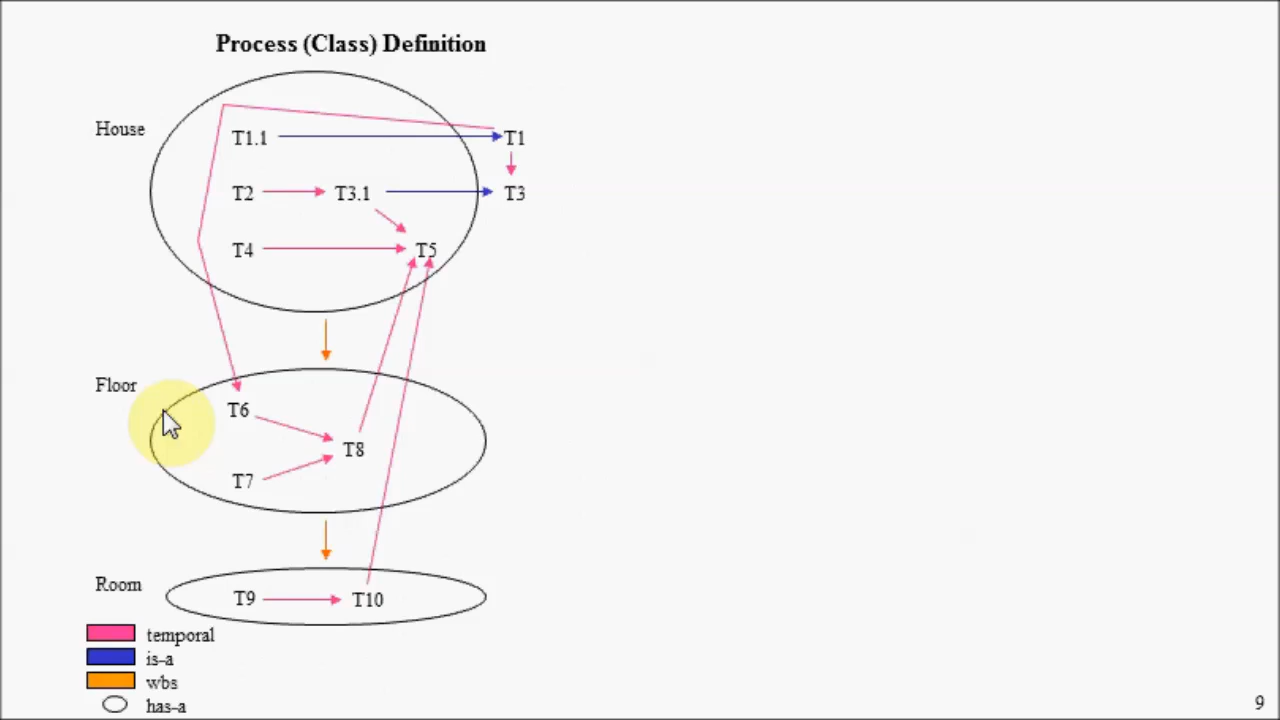 Process (Class) Definition
House
T1.1 T1
T2 T3.1 T3
T4 T5
Floor
T6
T8
T7
Room
T9 T10
temporal
is-a
wbs
has-a
9